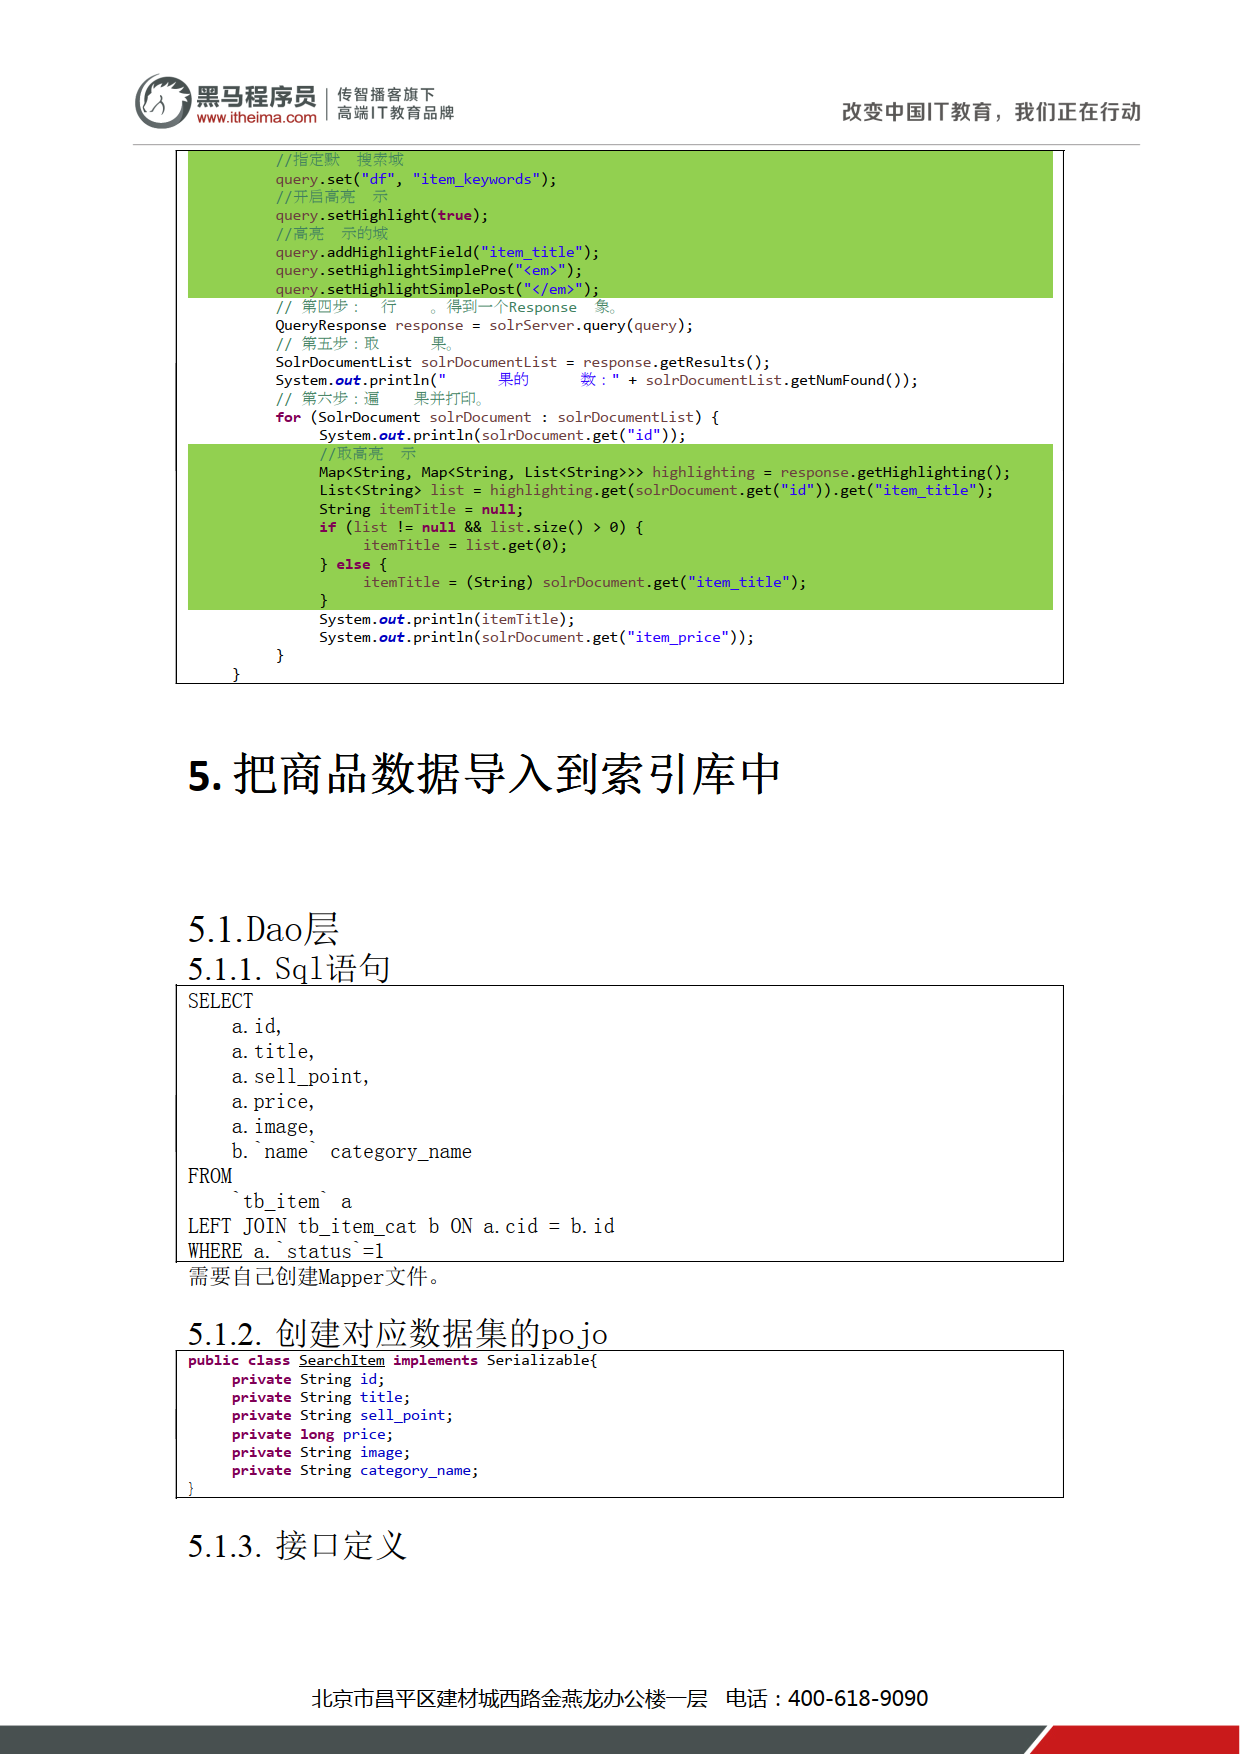 黑马程序员
www.itheima.com
传智播客旗下
高端IT教育品牌
改变中国IT教育，我们正在行动
//指定默 搜索域
query.set("df", "item_keywords");
//开启高亮 示
query.setHighlight(true);
//高亮 示的域
query.addHighlightField("item_title");
query.setHighlightSimplePre("<em>");
query.setHighlightSimplePost("</em>");
// 第四步： 行 。得到一个Response 象。
QueryResponse response = solrServer.query(query);
// 第五步：取 果。
SolrDocumentList solrDocumentList = response.getResults();
System.out.println(" 果的 数：" + solrDocumentList.getNumFound());
// 第六步：遍 果并打印。
for (SolrDocument solrDocument : solrDocumentList) {
System.out.println(solrDocument.get("id"));
//取高亮 示
Map<String, Map<String, List<String>>> highlighting = response.getHighlighting();
List<String> list = highlighting.get(solrDocument.get("id")).get("item_title");
String itemTitle = null;
if (list != null && list.size() > 0) {
itemTitle = list.get(0);
} else {
itemTitle = (String) solrDocument.get("item_title");
}
System.out.println(itemTitle);
System.out.println(solrDocument.get("item_price"));
}
}
5. 把商品数据导入到索引库中
5.1.Dao层
5.1.1. Sql语句
SELECT
a.id,
a.title,
a.sell_point,
a.price,
a.image,
b.`name` category_name
FROM
`tb_item` a
LEFT JOIN tb_item_cat b ON a.cid = b.id
WHERE a.`status`=1
需要自己创建Mapper文件。
5.1.2. 创建对应数据集的pojo
public class SearchItem implements Serializable{
private String id;
private String title;
private String sell_point;
private long price;
private String image;
private String category_name;
}
5.1.3. 接口定义
北京市昌平区建材城西路金燕龙办公楼一层 电话：400-618-9090